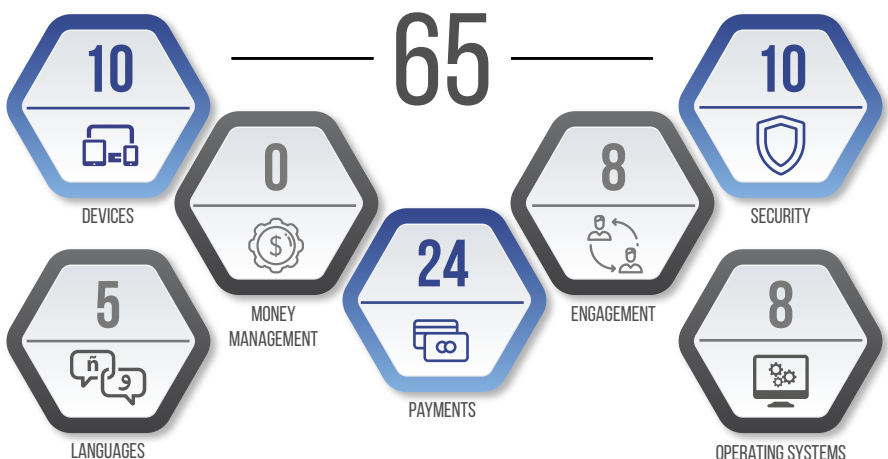 65
10
DEVICES
0
$
MONEY
MANAGEMENT
24
PAYMENTS
8
ENGAGEMENT
10
SECURITY
5
ñ
و
LANGUAGES
8
OPERATING SYSTEMS